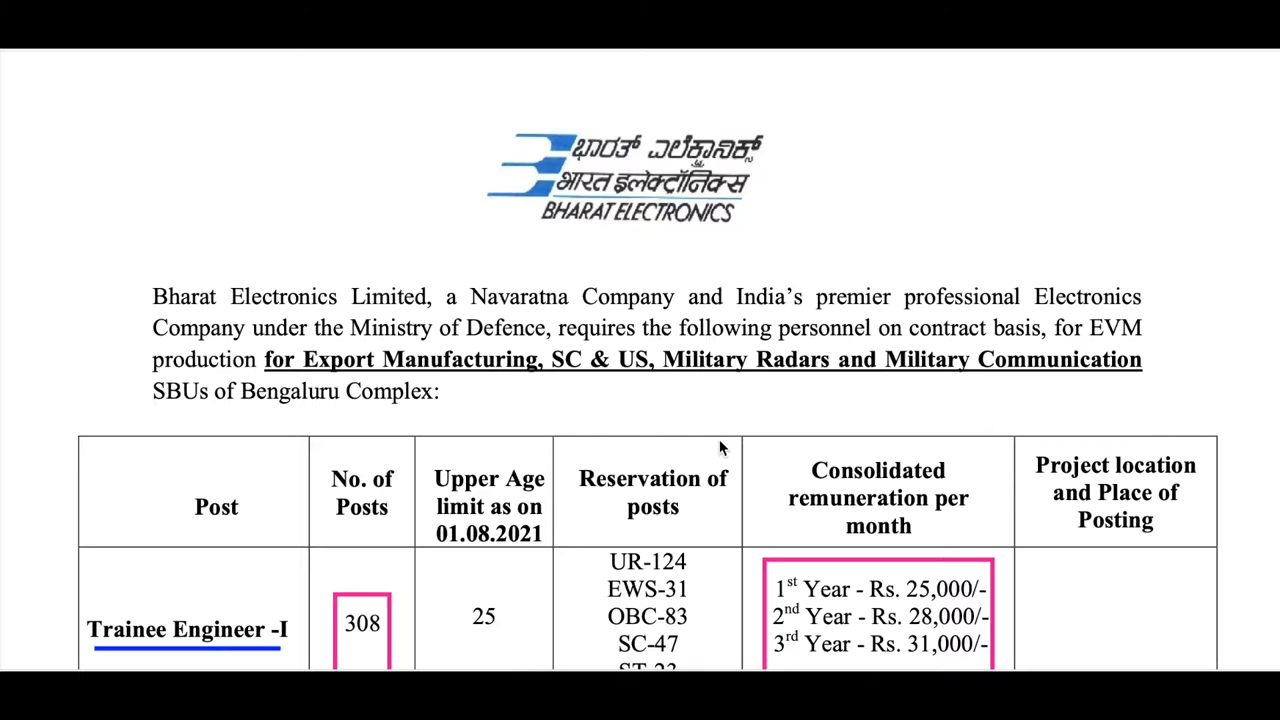 ಭಾರತ್ ಎಲೆಕ್ಟ್ರಾನಿಕ್ಸ್
भारत इलेक्ट्रॉनिक्स
BHARAT ELECTRONICS
Bharat Electronics Limited, a Navaratna Company and India’s premier professional Electronics
Company under the Ministry of Defence, requires the following personnel on contract basis, for EVM
production for Export Manufacturing, SC & US, Military Radars and Military Communication
SBUs of Bengaluru Complex:
Post
No. of
Posts
Upper Age
limit as on
01.08.2021
Reservation of
posts
Consolidated
remuneration per
month
Project location
and Place of
Posting
Trainee Engineer -I
308
25
UR-124
EWS-31
OBC-83
SC-47
ST-23
1st Year - Rs. 25,000/-
2nd Year - Rs. 28,000/-
3rd Year - Rs. 31,000/-